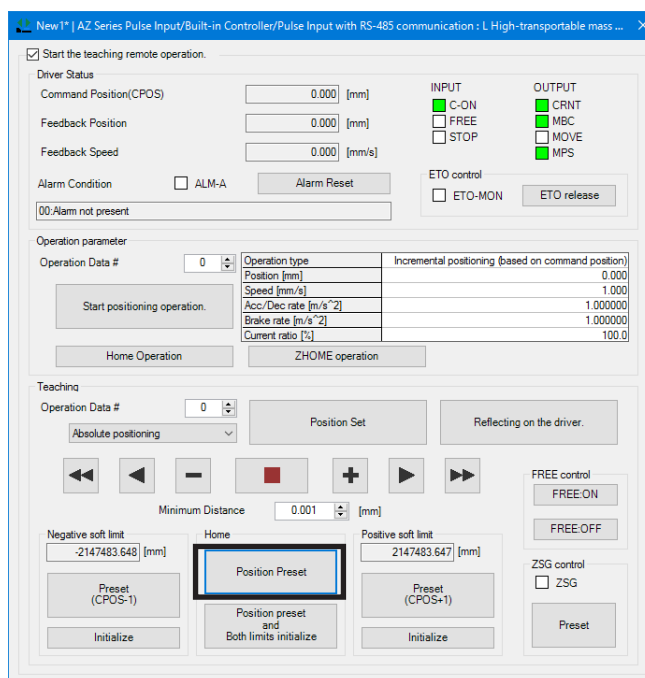 New1* | AZ Series Pulse Input/Built-in Controller/Pulse Input with RS-485 communication : L High-transportable mass ...
Start the teaching remote operation.
Driver Status
Command Position(CPOS) 0.000 [mm]
Feedback Position 0.000 [mm]
Feedback Speed 0.000 [mm/s]
INPUT
C-ON
FREE
STOP
OUTPUT
CRNT
MBC
MOVE
MPS
Alarm Condition ALM-A Alarm Reset
00:Alarm not present
ETO control
ETO-MON ETO release
Operation parameter
Operation Data # 0
Start positioning operation.
Operation type Incremental positioning (based on command position)
Position [mm] 0.000
Speed [mm/s] 1.000
Acc/Dec rate [m/s^2] 1.000000
Brake rate [m/s^2] 1.000000
Current ratio [%] 100.0
Home Operation ZHOME operation
Teaching
Operation Data # 0
Absolute positioning
Position Set
Reflecting on the driver.
Minimum Distance 0.001 [mm]
FREE control
FREE:ON
FREE:OFF
Negative soft limit
-2147483.648 [mm]
Preset
(CPOS-1)
Initialize
Home
Position Preset
Position preset
and
Both limits initialize
Positive soft limit
2147483.647 [mm]
Preset
(CPOS+1)
Initialize
ZSG control
ZSG
Preset